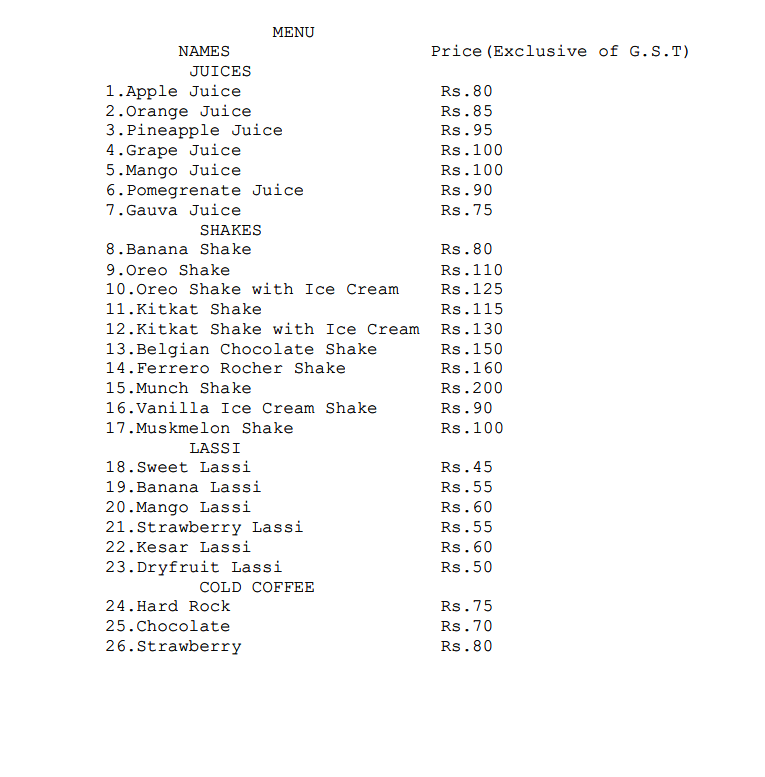 MENU
NAMES Price(Exclusive of G.S.T)
JUICES
1.Apple Juice Rs.80
2.Orange Juice Rs.85
3.Pineapple Juice Rs.95
4.Grape Juice Rs.100
5.Mango Juice Rs.100
6.Pomegrenate Juice Rs.90
7.Gauva Juice Rs.75
SHAKES
8.Banana Shake Rs.80
9.Oreo Shake Rs.110
10.Oreo Shake with Ice Cream Rs.125
11.Kitkat Shake Rs.115
12.Kitkat Shake with Ice Cream Rs.130
13.Belgian Chocolate Shake Rs.150
14.Ferrero Rocher Shake Rs.160
15.Munch Shake Rs.200
16.Vanilla Ice Cream Shake Rs.90
17.Muskmelon Shake Rs.100
LASSI
18.Sweet Lassi Rs.45
19.Banana Lassi Rs.55
20.Mango Lassi Rs.60
21.Strawberry Lassi Rs.55
22.Kesar Lassi Rs.60
23.Dryfruit Lassi Rs.50
COLD COFFEE
24.Hard Rock Rs.75
25.Chocolate Rs.70
26.Strawberry Rs.80